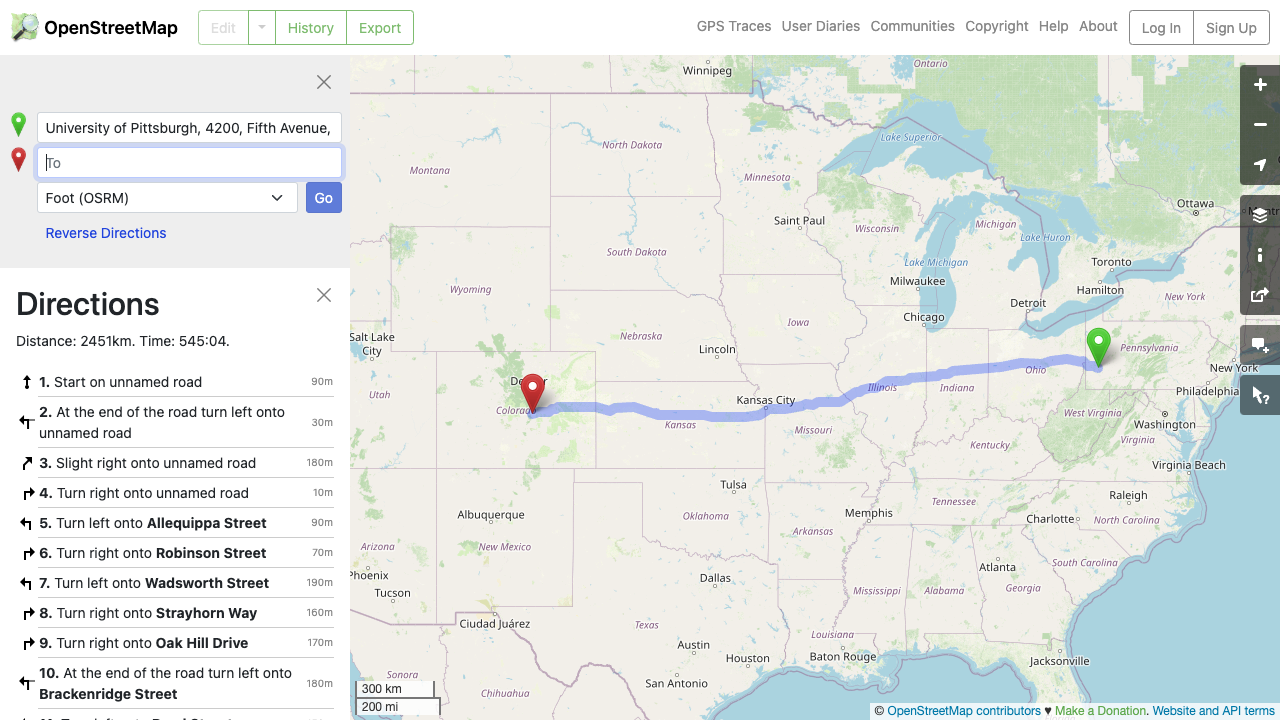 OpenStreetMap
Edit
History
Export
GPS Traces
User Diaries
Communities
Copyright
Help
About
Log In
Sign Up
University of Pittsburgh, 4200, Fifth Avenue,
To
Foot (OSRM)
Go
Reverse Directions
Directions
Distance: 2451km. Time: 545:04.
1. Start on unnamed road 90m
2. At the end of the road turn left onto
unnamed road 30m
3. Slight right onto unnamed road 180m
4. Turn right onto unnamed road 10m
5. Turn left onto Allequippa Street 90m
6. Turn right onto Robinson Street 70m
7. Turn left onto Wadsworth Street 190m
8. Turn right onto Strayhorn Way 160m
9. Turn right onto Oak Hill Drive 170m
10. At the end of the road turn left onto
Brackenridge Street 180m
Winnipeg
Ontario
Lake Superior
North Dakota
Montana
Minnesota
Ottawa
Saint Paul
Wisconsin
Michigan
Lake Huron
South Dakota
Lake Michigan
Toronto
Milwaukee
Hamilton
Wyoming
Detroit
New York
Chicago
Salt Lake
City
Iowa
Nebraska
Lincoln
Pennsylvania
Ohio
New York
Illinois
Indiana
Utah
Colorado
Kansas City
Philadelphia
Kansas
Missouri
West Virginia
Washington
Virginia
Kentucky
Virginia Beach
Tulsa
Raleigh
Tennessee
Albuquerque
Oklahoma
Memphis
Charlotte
North Carolina
Arkansas
Arizona
New Mexico
South Carolina
Atlanta
Phoenix
Dallas
Tucson
Mississippi
Alabama
Georgia
Ciudad Juárez
Texas
Louisiana
Austin
Houston
Baton Rouge
Jacksonville
Sonora
San Antonio
Chihuahua
300 km
200 mi
© OpenStreetMap contributors ♥ Make a Donation. Website and API terms